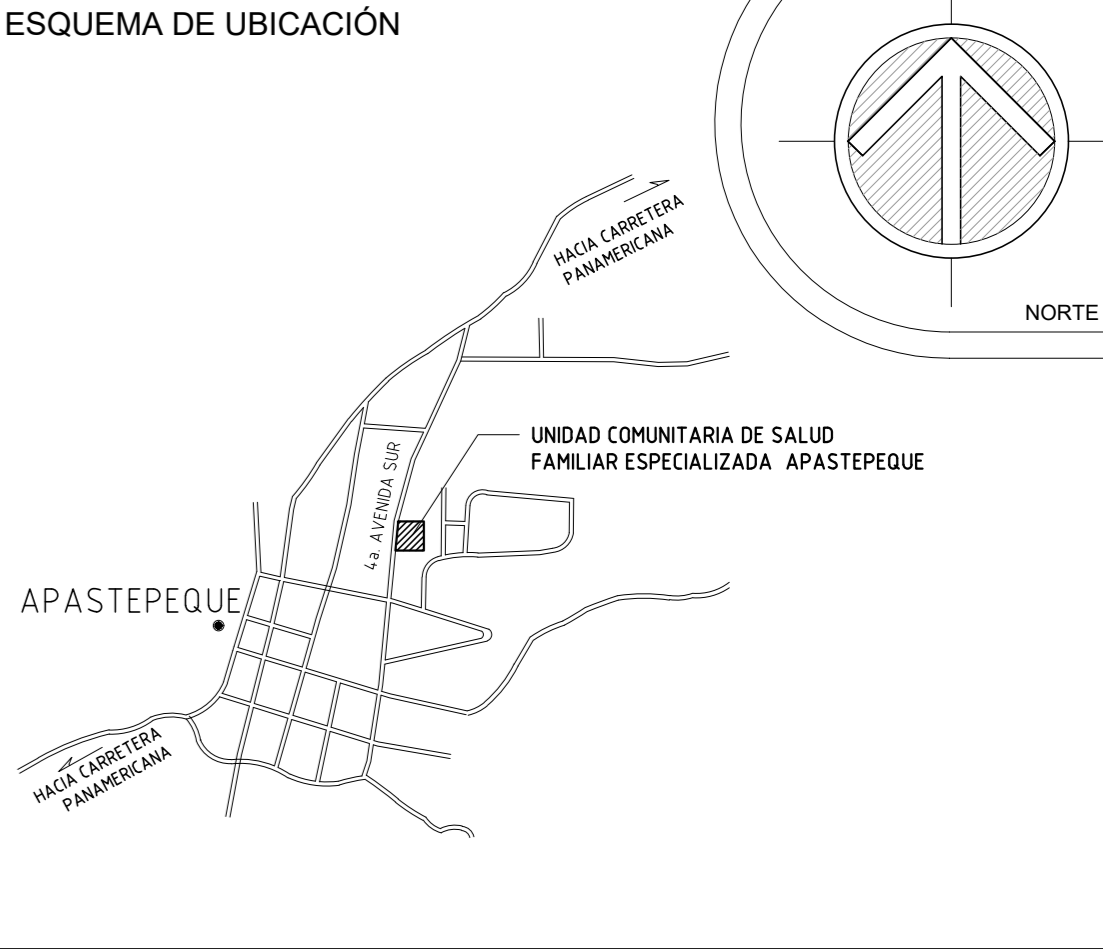 ESQUEMA DE UBICACIÓN
NORTE
HACIA CARRETERA
PANAMERICANA
UNIDAD COMUNITARIA DE SALUD
FAMILIAR ESPECIALIZADA APASTEPEQUE
4a. AVENIDA SUR
APASTEPEQUE
HACIA CARRETERA
PANAMERICANA